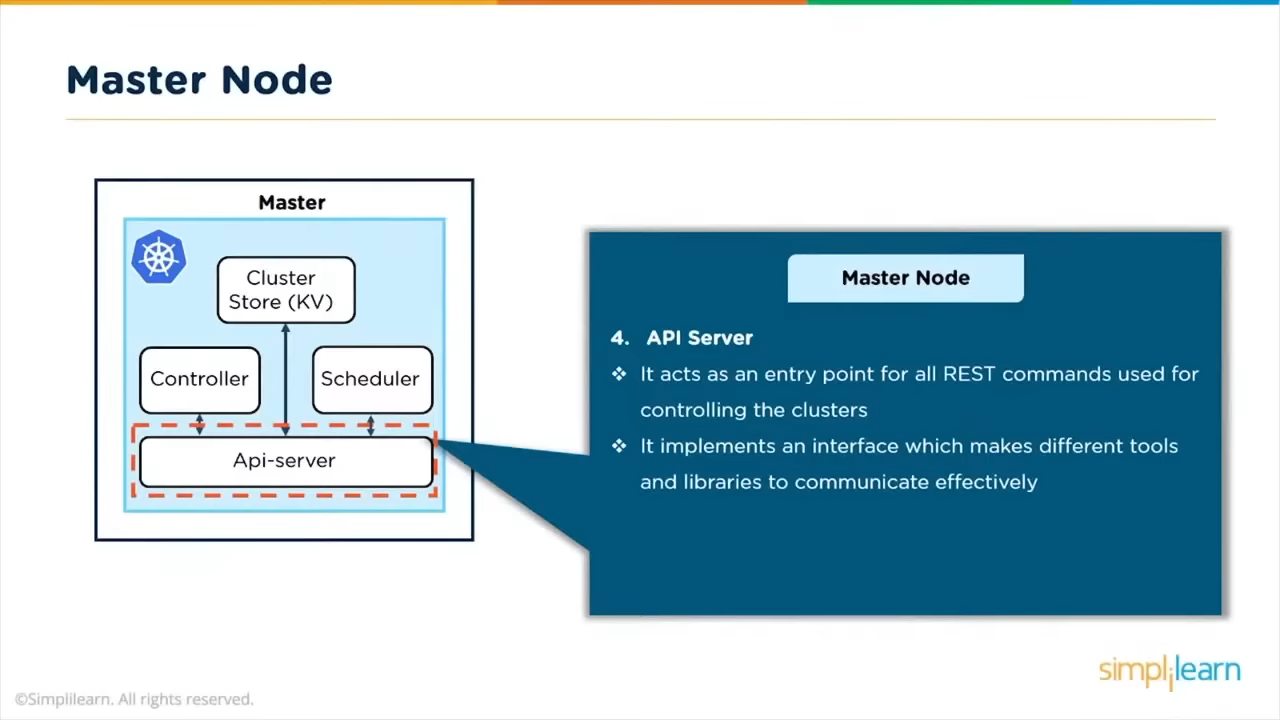 Master Node
Master
Cluster
Store (KV)
Controller
Scheduler
Api-server
Master Node
4. API Server
❖ It acts as an entry point for all REST commands used for
controlling the clusters
❖ It implements an interface which makes different tools
and libraries to communicate effectively
simplilearn
©Simplilearn. All rights reserved.